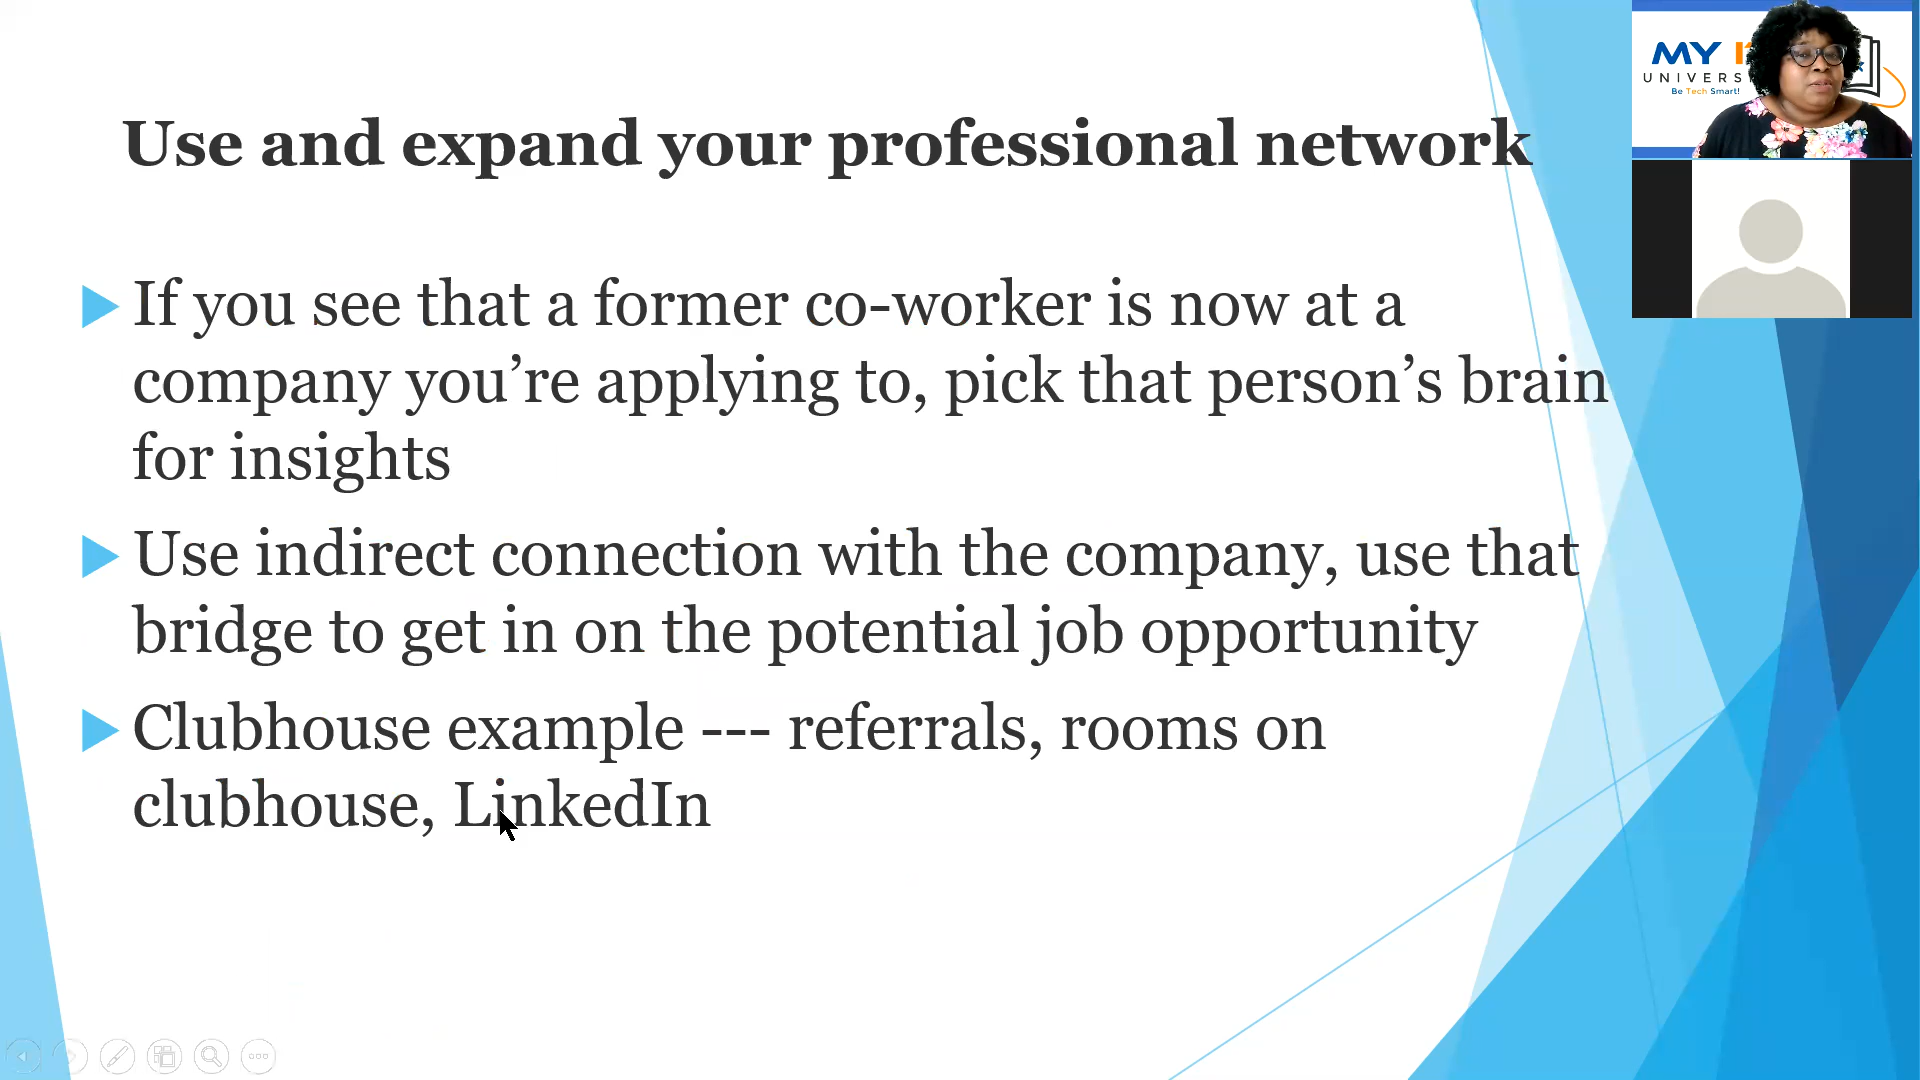 Use and expand your professional network
If you see that a former co-worker is now at a
company you’re applying to, pick that person’s brain
for insights
Use indirect connection with the company, use that
bridge to get in on the potential job opportunity
Clubhouse example --- referrals, rooms on
clubhouse, LinkedIn
MY
UNIVERS
Be Tech Smart!